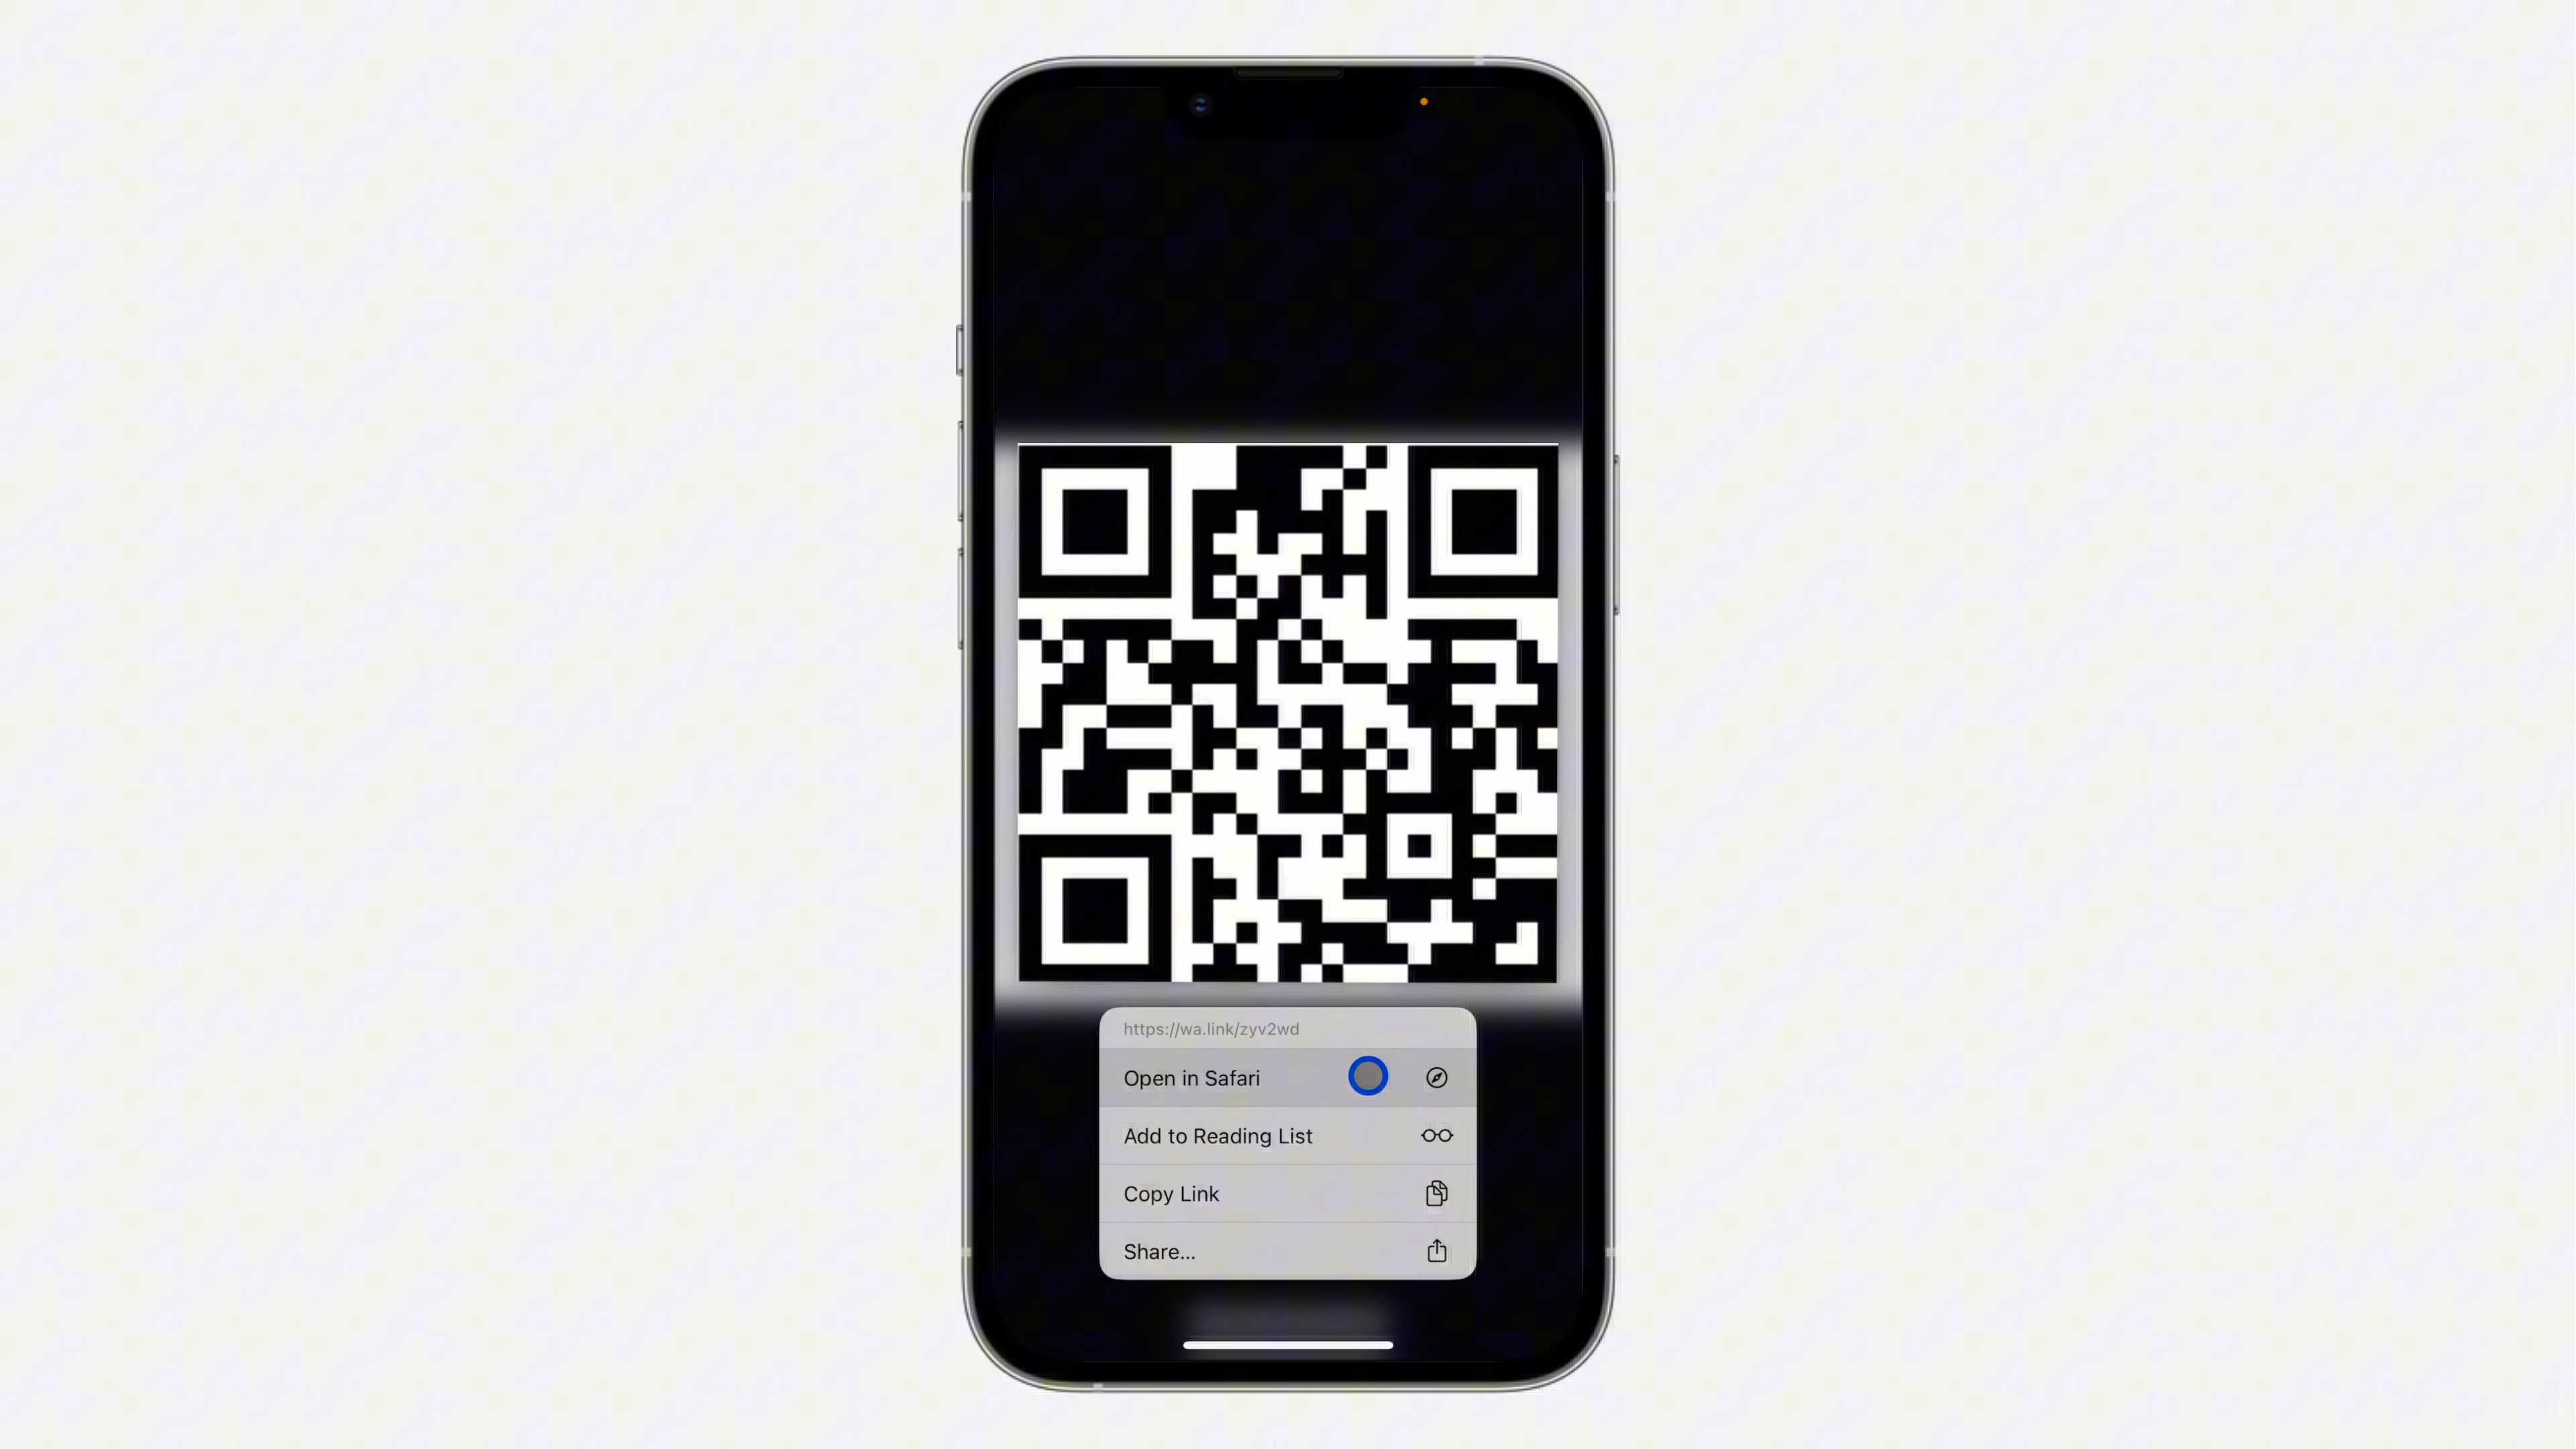 https://wa.link/zyv2wd
Open in Safari
Add to Reading List
Copy Link
Share...